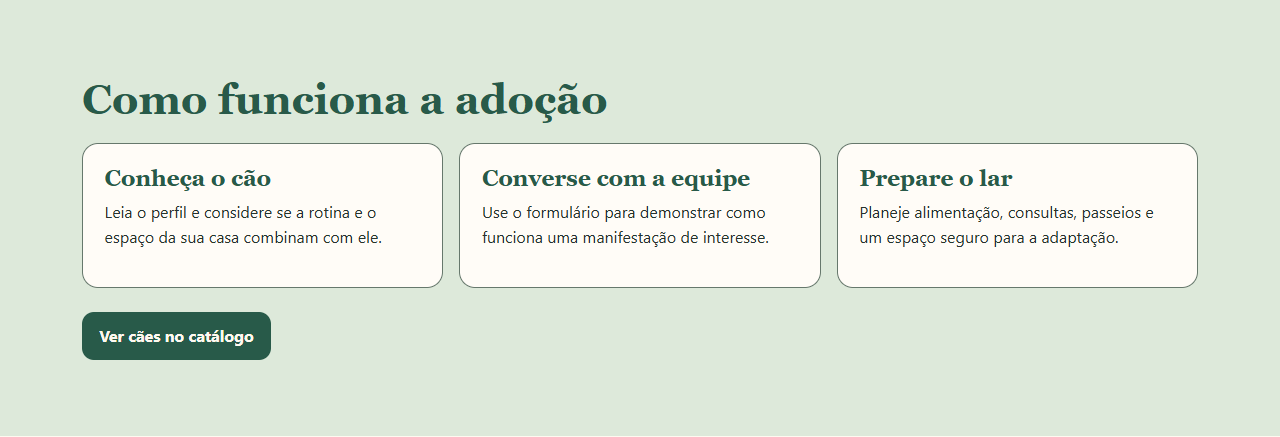 Como funciona a adoção
Conheça o cão
Leia o perfil e considere se a rotina e o
espaço da sua casa combinam com ele.
Converse com a equipe
Use o formulário para demonstrar como
funciona uma manifestação de interesse.
Prepare o lar
Planeje alimentação, consultas, passeios e
um espaço seguro para a adaptação.
Ver cães no catálogo